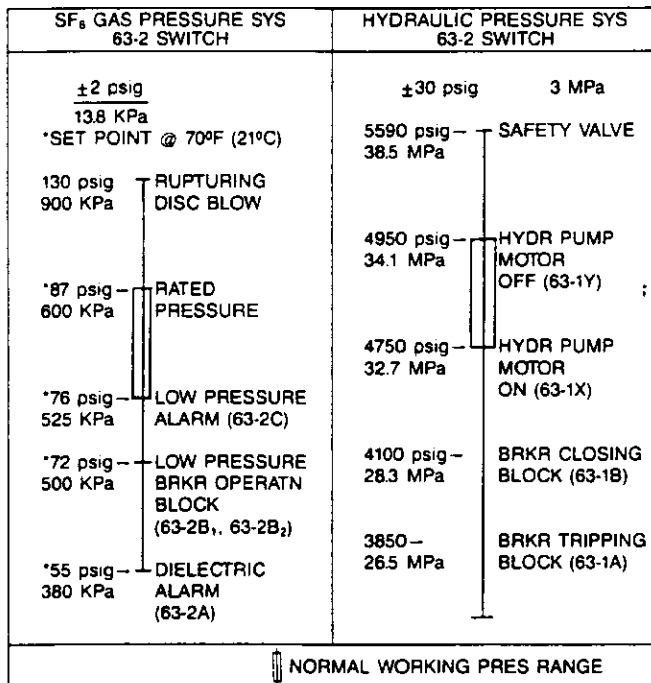 SF₆ GAS PRESSURE SYS
63-2 SWITCH
±2 psig
13.8 KPa
*SET POINT @ 70ºF (21ºC)
130 psig RUPTURING
900 KPa DISC BLOW
*87 psig RATED
600 KPa PRESSURE
*76 psig LOW PRESSURE
525 KPa ALARM (63-2C)
*72 psig LOW PRESSURE
500 KPa BRKR OPERATN
BLOCK
(63-2B₁, 63-2B₂)
*55 psig DIELECTRIC
380 KPa ALARM
(63-2A)
HYDRAULIC PRESSURE SYS
63-2 SWITCH
±30 psig 3 MPa
5590 psig SAFETY VALVE
38.5 MPa
4950 psig HYDR PUMP
34.1 MPa MOTOR
OFF (63-1Y)
4750 psig HYDR PUMP
32.7 MPa MOTOR
ON (63-1X)
4100 psig BRKR CLOSING
28.3 MPa BLOCK (63-1B)
3850 BRKR TRIPPING
26.5 MPa BLOCK (63-1A)
NORMAL WORKING PRES RANGE